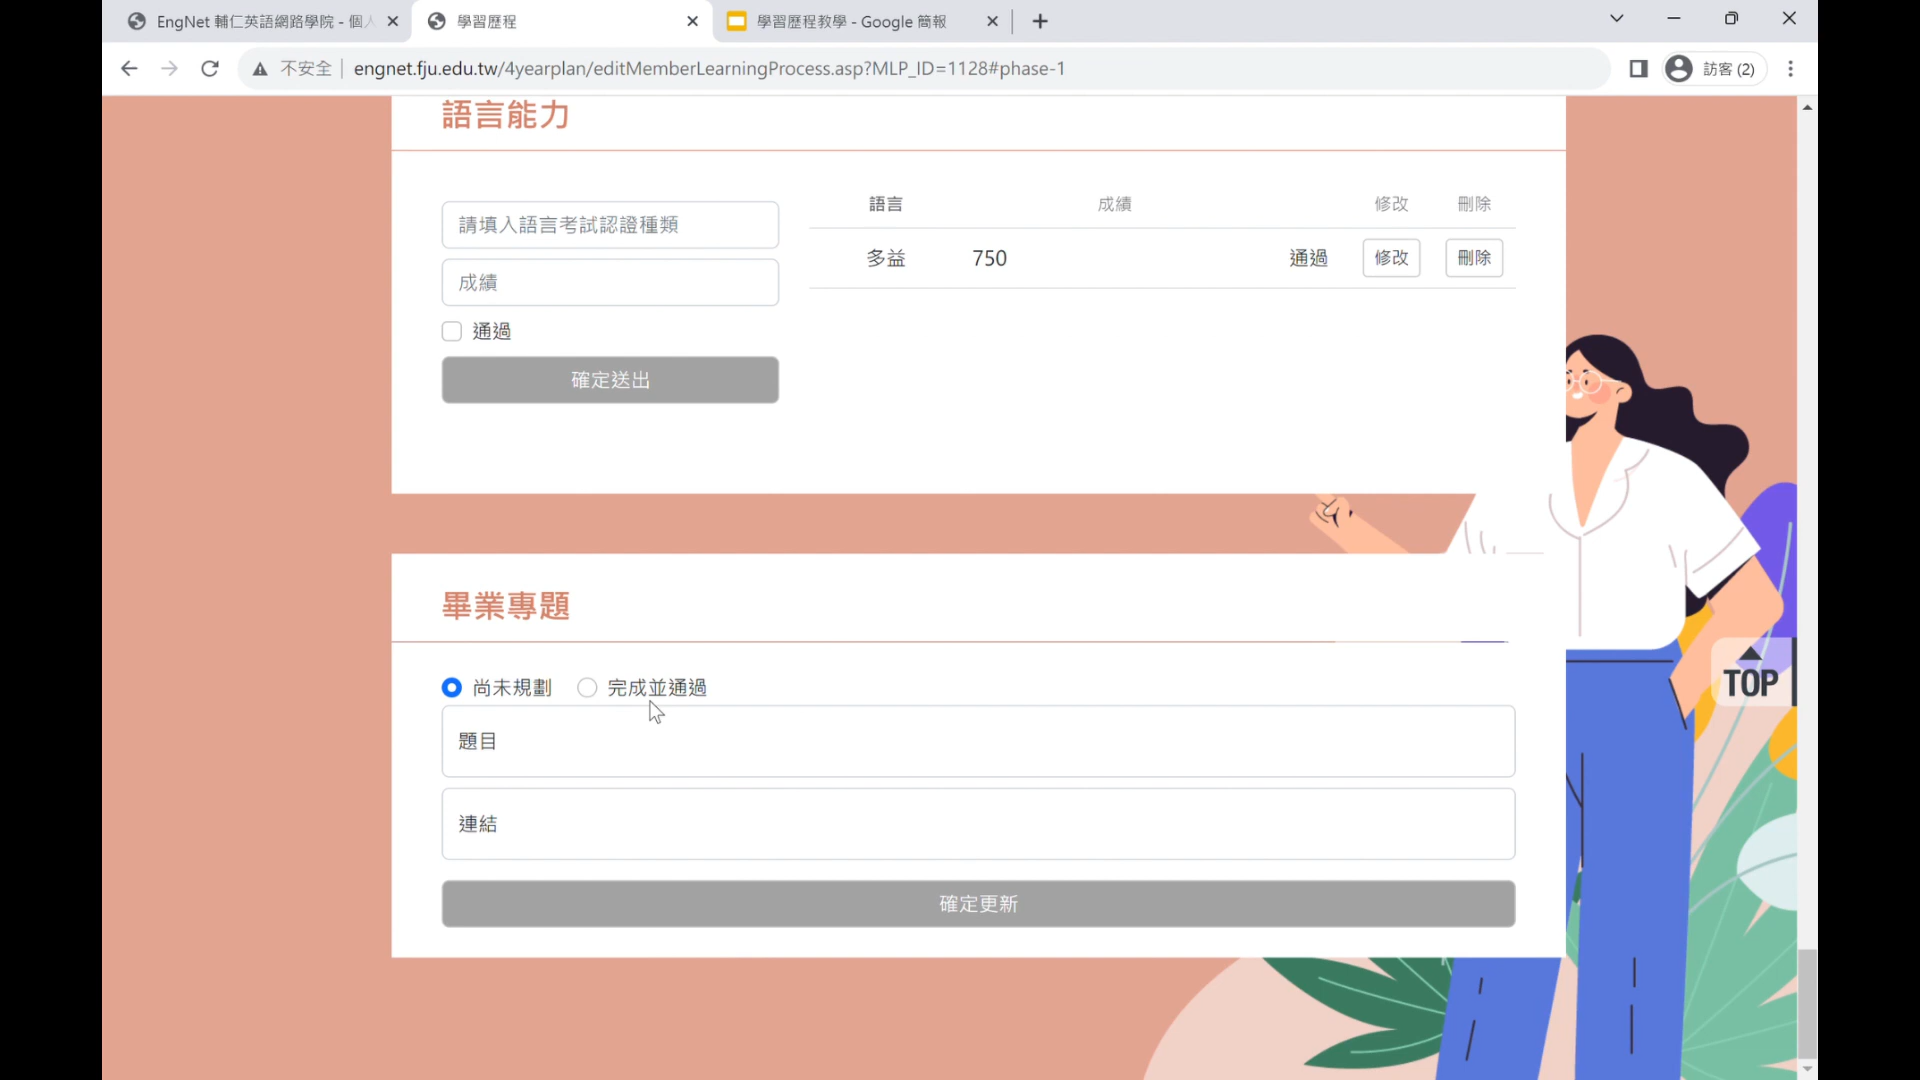 EngNet 輔仁英語網路學院 - 個人
學習歷程
學習歷程教學 - Google 簡報
不安全
engnet.fju.edu.tw/4yearplan/editMemberLearningProcess.asp?MLP_ID=1128#phase-1
訪客 (2)
語言能力
請填入語言考試認證種類
成績
通過
確定送出
語言 成績 修改 刪除
多益 750 通過 修改 刪除
畢業專題
尚未規劃 完成並通過
題目
連結
確定更新
TOP